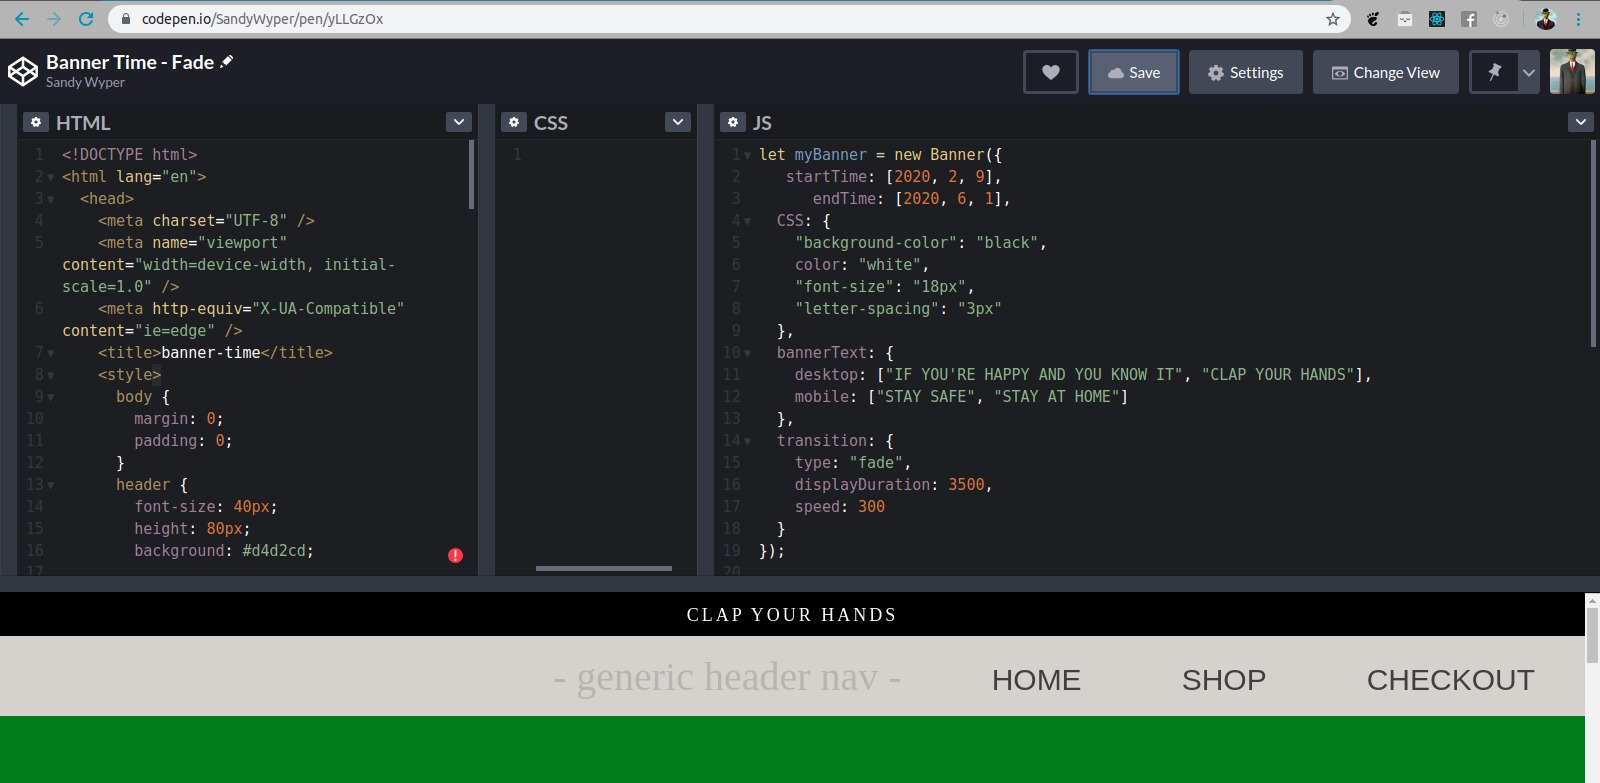 codepen.io/SandyWyper/pen/yLLGzOx
Banner Time - Fade
Sandy Wyper
Save
Settings
Change View
HTML
1 <!DOCTYPE html>
2 <html lang="en">
3 <head>
4 <meta charset="UTF-8" />
5 <meta name="viewport"
content="width=device-width, initial-
scale=1.0" />
6 <meta http-equiv="X-UA-Compatible"
content="ie=edge" />
7 <title>banner-time</title>
8 <style>
9 body {
10 margin: 0;
11 padding: 0;
12 }
13 header {
14 font-size: 40px;
15 height: 80px;
16 background: #d4d2cd;
17
CSS
1
JS
1 let myBanner = new Banner({
2 startTime: [2020, 2, 9],
3 endTime: [2020, 6, 1],
4 CSS: {
5 "background-color": "black",
6 color: "white",
7 "font-size": "18px",
8 "letter-spacing": "3px"
9 },
10 bannerText: {
11 desktop: ["IF YOU'RE HAPPY AND YOU KNOW IT", "CLAP YOUR HANDS"],
12 mobile: ["STAY SAFE", "STAY AT HOME"]
13 },
14 transition: {
15 type: "fade",
16 displayDuration: 3500,
17 speed: 300
18 }
19 });
20
CLAP YOUR HANDS
- generic header nav -
HOME
SHOP
CHECKOUT